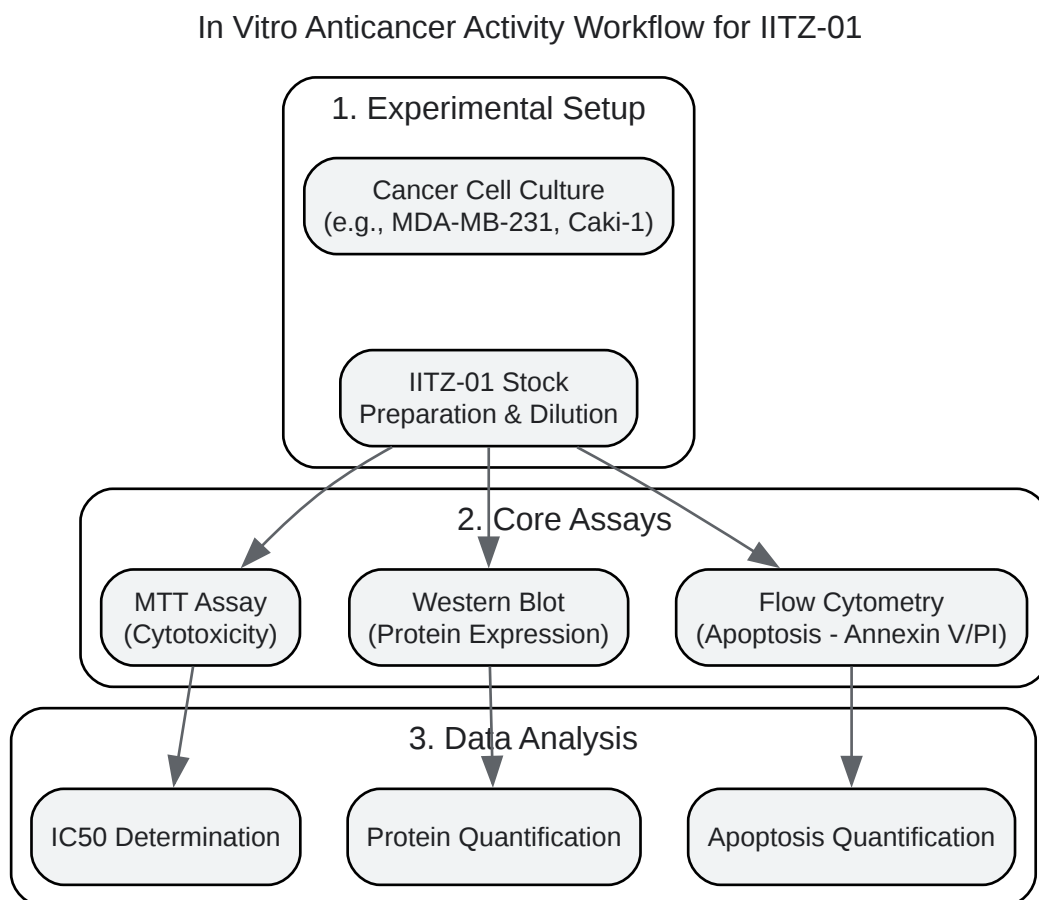 In Vitro Anticancer Activity Workflow for IITZ-01
1. Experimental Setup
Cancer Cell Culture
(e.g., MDA-MB-231, Caki-1)
IITZ-01 Stock
Preparation & Dilution
2. Core Assays
MTT Assay
(Cytotoxicity)
Western Blot
(Protein Expression)
Flow Cytometry
(Apoptosis - Annexin V/PI)
3. Data Analysis
IC50 Determination
Protein Quantification
Apoptosis Quantification